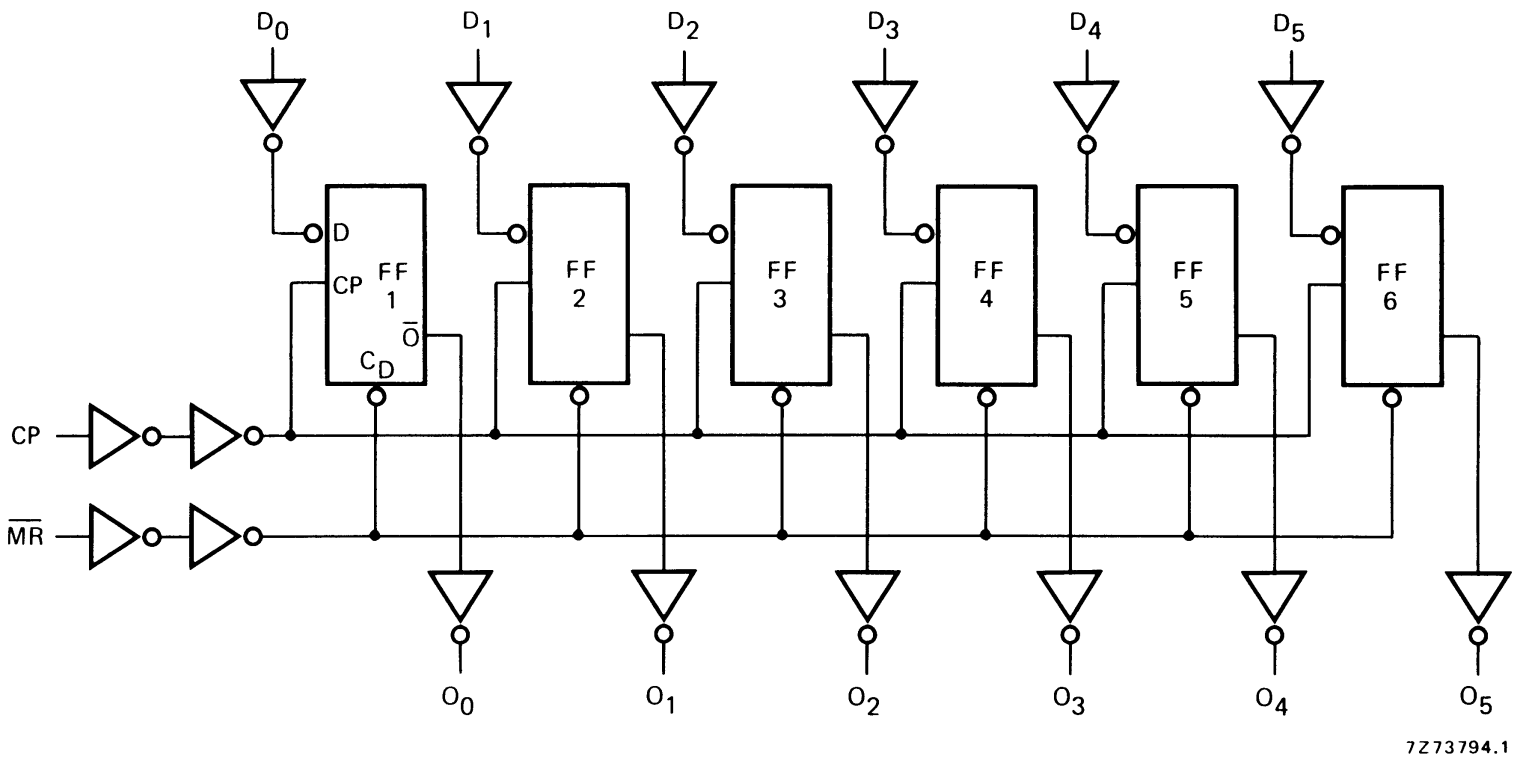 D0 D1 D2 D3 D4 D5
D
CP FF 1
O̅
CD
FF 2
FF 3
FF 4
FF 5
FF 6
CP
M̅R̅
O0 O1 O2 O3 O4 O5
7Z73794.1